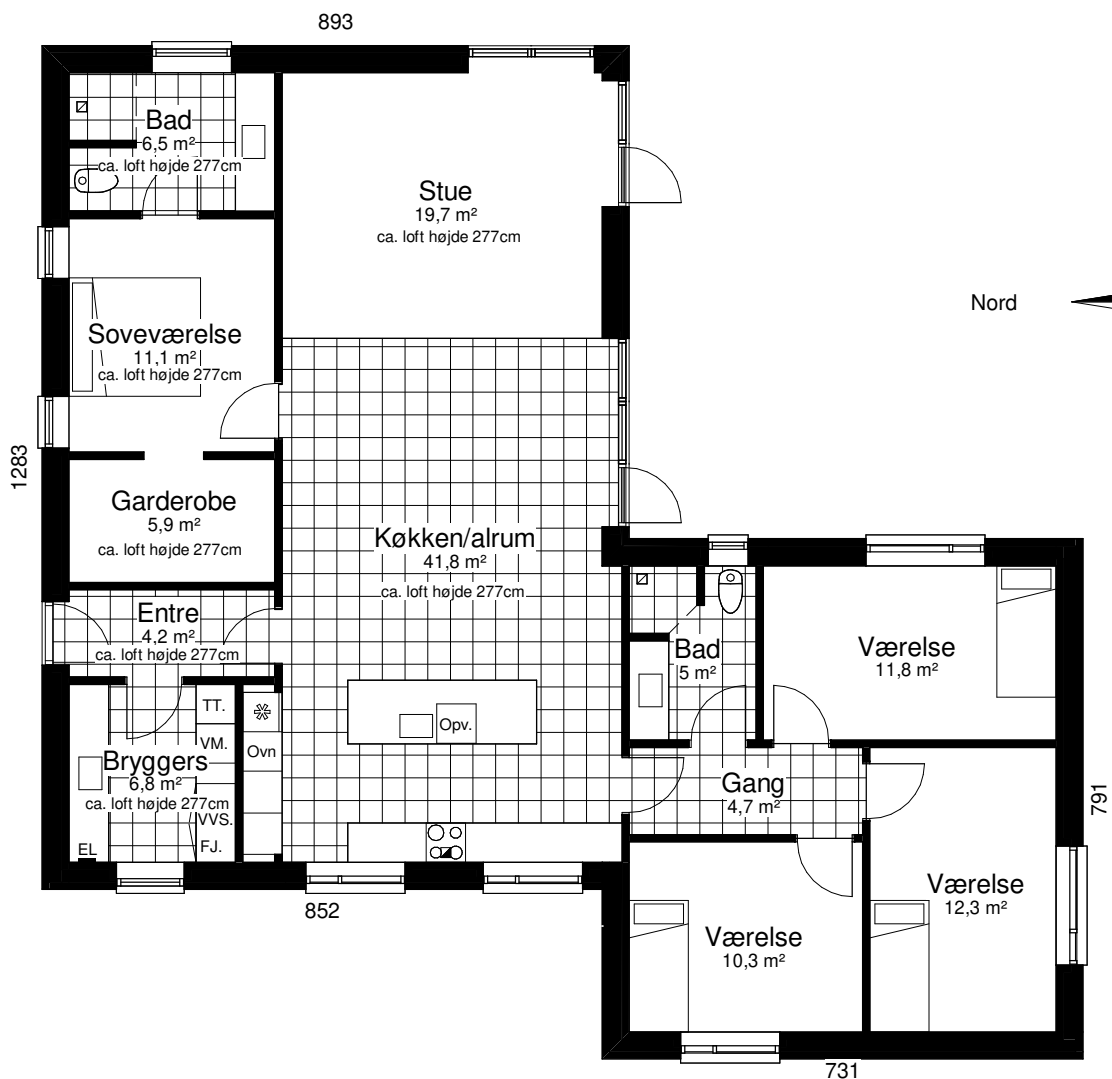 893
Bad
6,5 m²
ca. loft højde 277cm
Stue
19,7 m²
ca. loft højde 277cm
Nord
Soveværelse
11,1 m²
ca. loft højde 277cm
1283
Garderobe
5,9 m²
ca. loft højde 277cm
Køkken/alrum
41,8 m²
ca. loft højde 277cm
Entre
4,2 m²
ca. loft højde 277cm
Bad
5 m²
Værelse
11,8 m²
TT.
VM.
Ovn
Opv.
Bryggers
6,8 m²
ca. loft højde 277cm
VVS.
FJ.
EL
Gang
4,7 m²
791
Værelse
12,3 m²
852
Værelse
10,3 m²
731